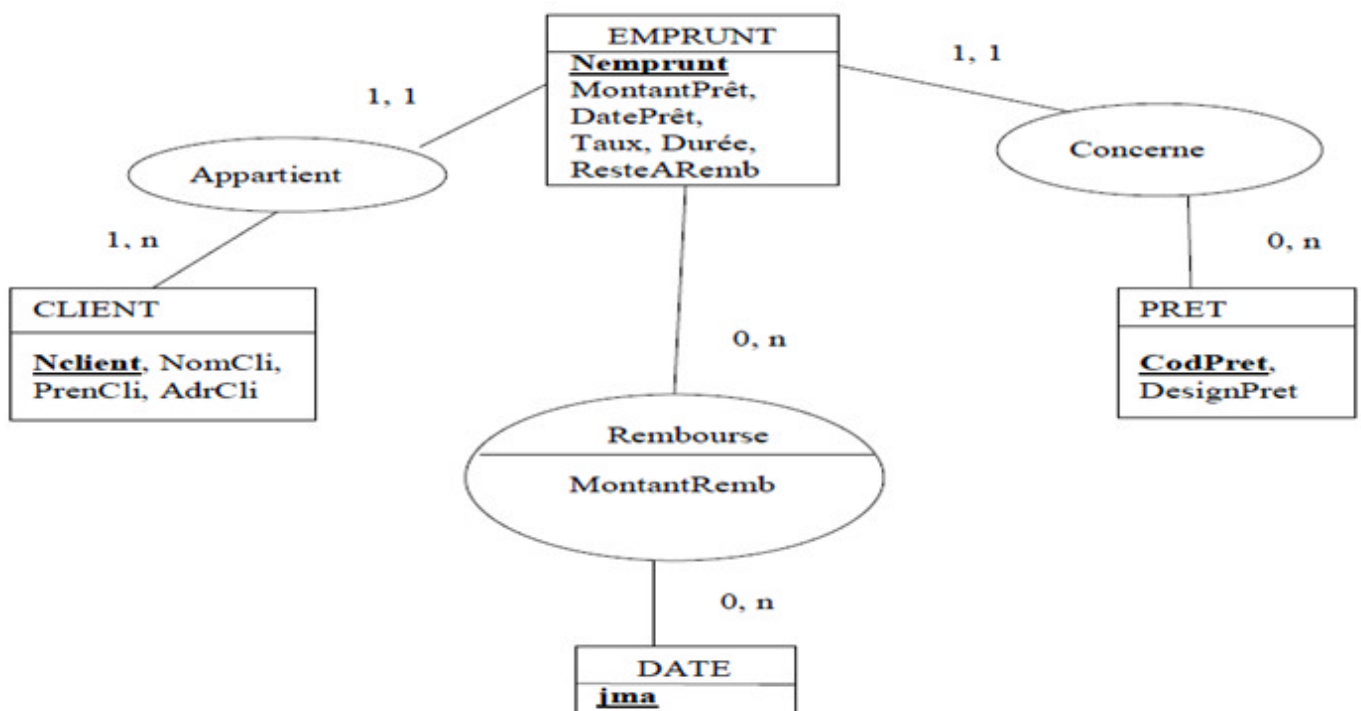 EMPRUNT
Nemprunt
MontantPrêt,
DatePrêt,
Taux, Durée,
ResteARemb
1, 1
1, 1
Appartient
Concerne
1, n
0, n
CLIENT
Nclient, NomCli,
PrenCli, AdrCli
PRET
CodPret,
DesignPret
0, n
Rembourse
MontantRemb
0, n
DATE
jma